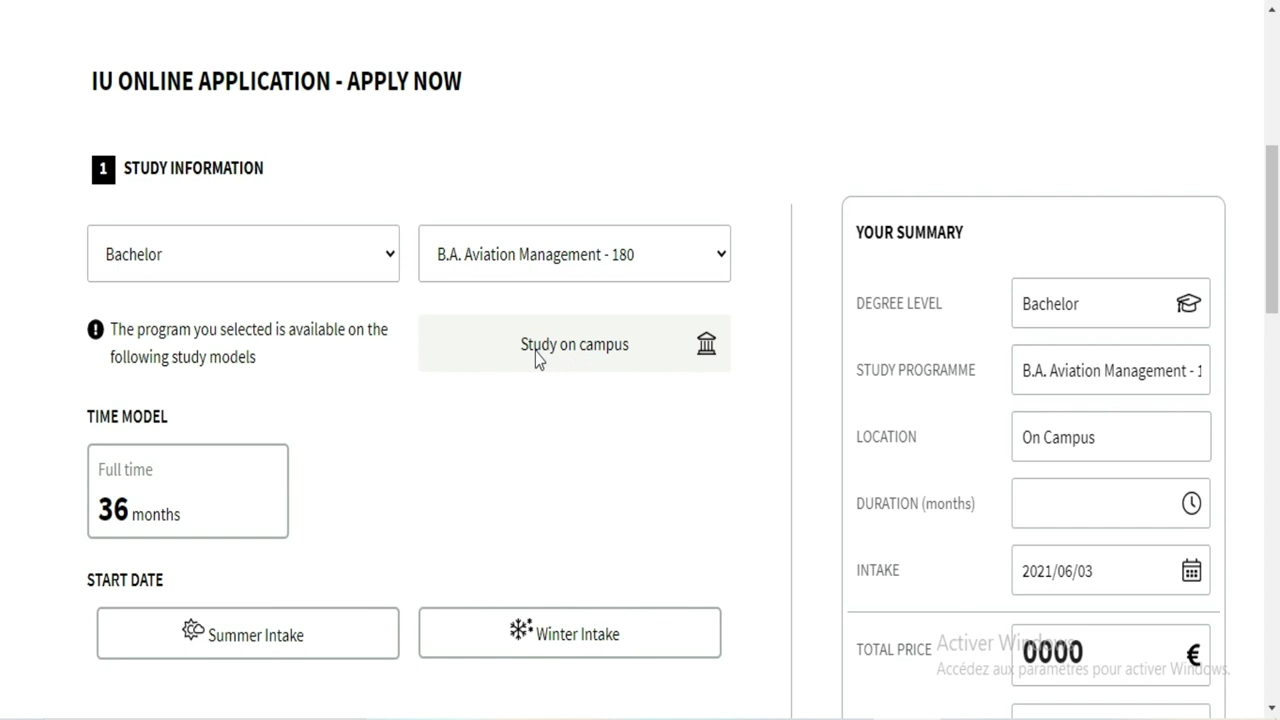 IU ONLINE APPLICATION - APPLY NOW
1 STUDY INFORMATION
Bachelor
B.A. Aviation Management - 180
The program you selected is available on the
following study models
Study on campus
TIME MODEL
Full time
36 months
START DATE
Summer Intake
Winter Intake
YOUR SUMMARY
DEGREE LEVEL
Bachelor
STUDY PROGRAMME
B.A. Aviation Management - 1
LOCATION
On Campus
DURATION (months)
INTAKE
2021/06/03
TOTAL PRICE
0000 €
Activer Windows
Accédez aux paramètres pour activer Windows.